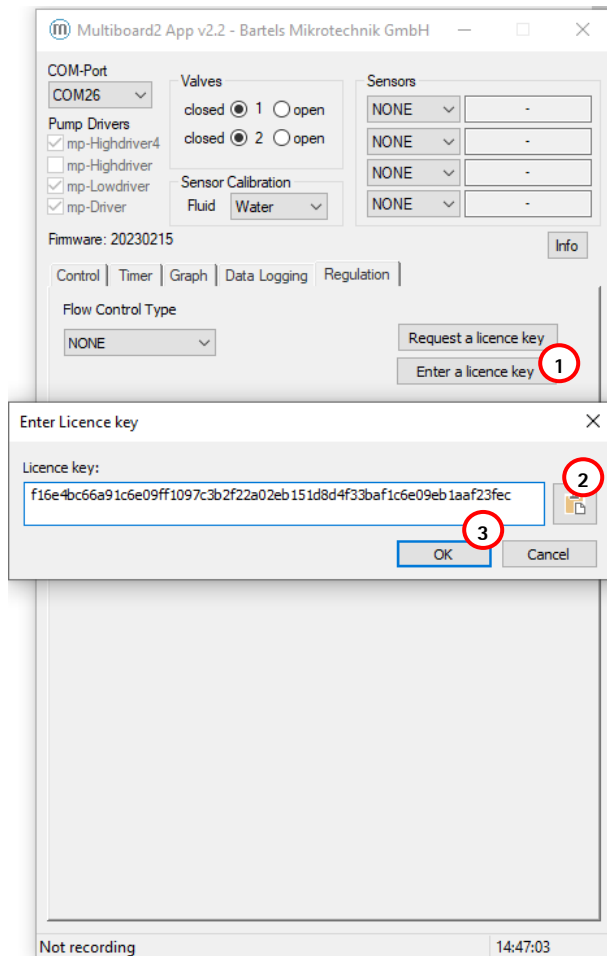 Multiboard2 App v2.2 - Bartels Mikrotechnik GmbH
COM-Port
COM26
Pump Drivers
mp-Highdriver4
mp-Highdriver
mp-Lowdriver
mp-Driver
Valves
closed 1 open
closed 2 open
Sensor Calibration
Fluid Water
Sensors
NONE -
NONE -
NONE -
NONE -
Firmware: 20230215
Info
Control Timer Graph Data Logging Regulation
Flow Control Type
NONE
Request a licence key
Enter a licence key 1
Enter Licence key
Licence key:
f16e4bc66a91c6e09ff1097c3b2f22a02eb151d8d4f33baf1c6e09eb1aaf23fec
2
3
OK Cancel
Not recording 14:47:03